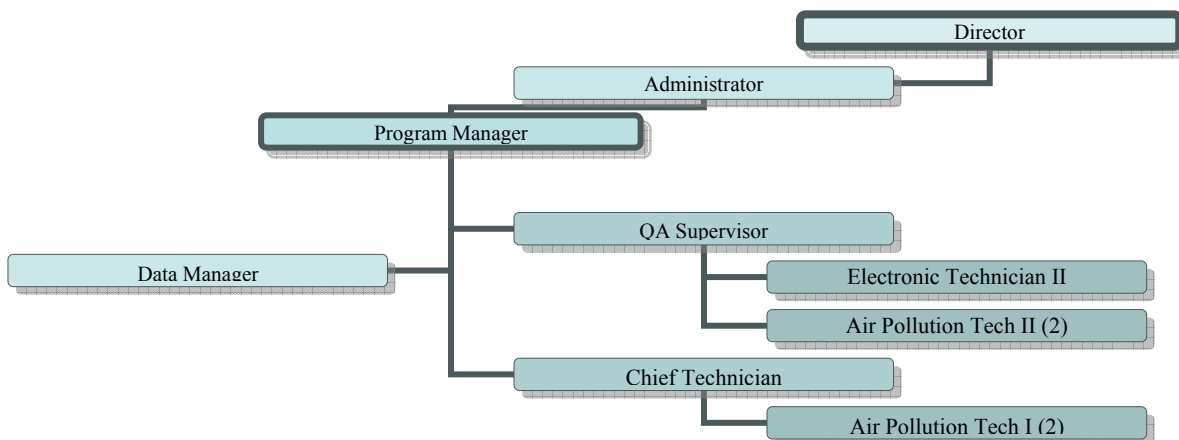 Director
Administrator
Program Manager
QA Supervisor
Data Manager
Electronic Technician II
Air Pollution Tech II (2)
Chief Technician
Air Pollution Tech I (2)